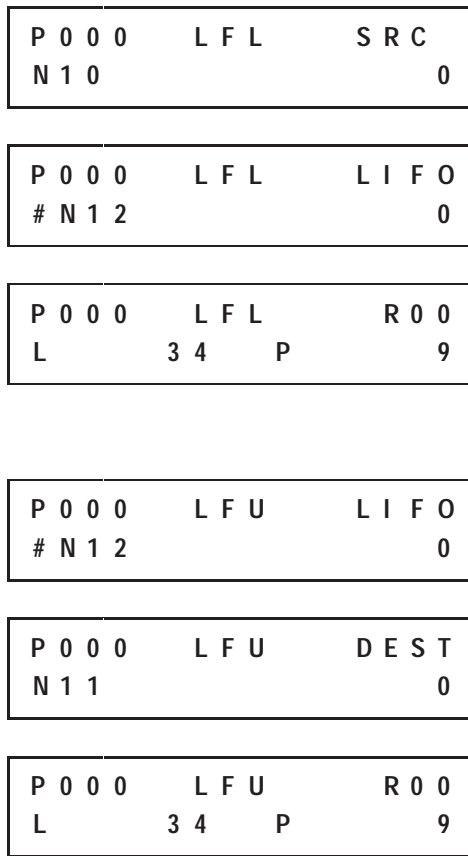 P000 LFL SRC
N10 0
P000 LFL LIFO
#N12 0
P000 LFL R00
L 34 P 9
P000 LFU LIFO
#N12 0
P000 LFU DEST
N11 0
P000 LFU R00
L 34 P 9